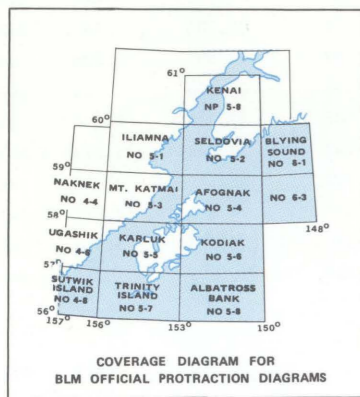 61°
KENAI
NP 5-8
60°
ILIAMNA
NO 5-1
SELDOVIA
NO 5-2
BLYING
SOUND
NO 6-1
59°
NAKNEK
NO 4-4
MT. KATMAI
NO 5-3
AFOGNAK
NO 5-4
NO 6-3
58°
148°
UGASHIK
NO 4-6
KARLUK
NO 5-5
KODIAK
NO 5-6
57°
SUTWIK
ISLAND
NO 4-8
TRINITY
ISLAND
NO 5-7
ALBATROSS
BANK
NO 5-8
56°
157°
156°
153°
150°
COVERAGE DIAGRAM FOR
BLM OFFICIAL PROTRACTION DIAGRAMS